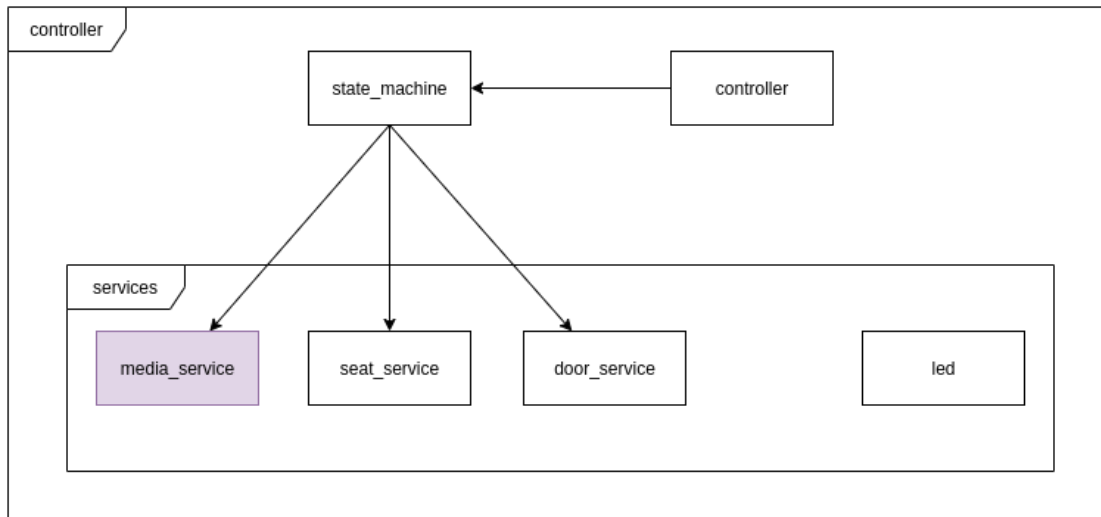 controller
state_machine
controller
services
media_service
seat_service
door_service
led